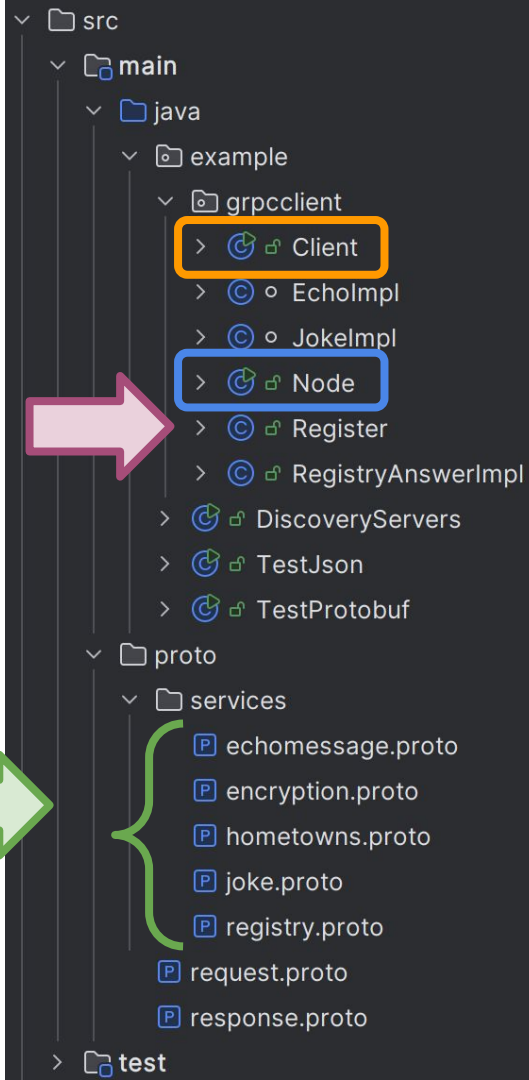 src
main
java
example
grpcclient
Client
EchoImpl
JokeImpl
Node
Register
RegistryAnswerImpl
DiscoveryServers
TestJson
TestProtobuf
proto
services
echomessage.proto
encryption.proto
hometowns.proto
joke.proto
registry.proto
request.proto
response.proto
test